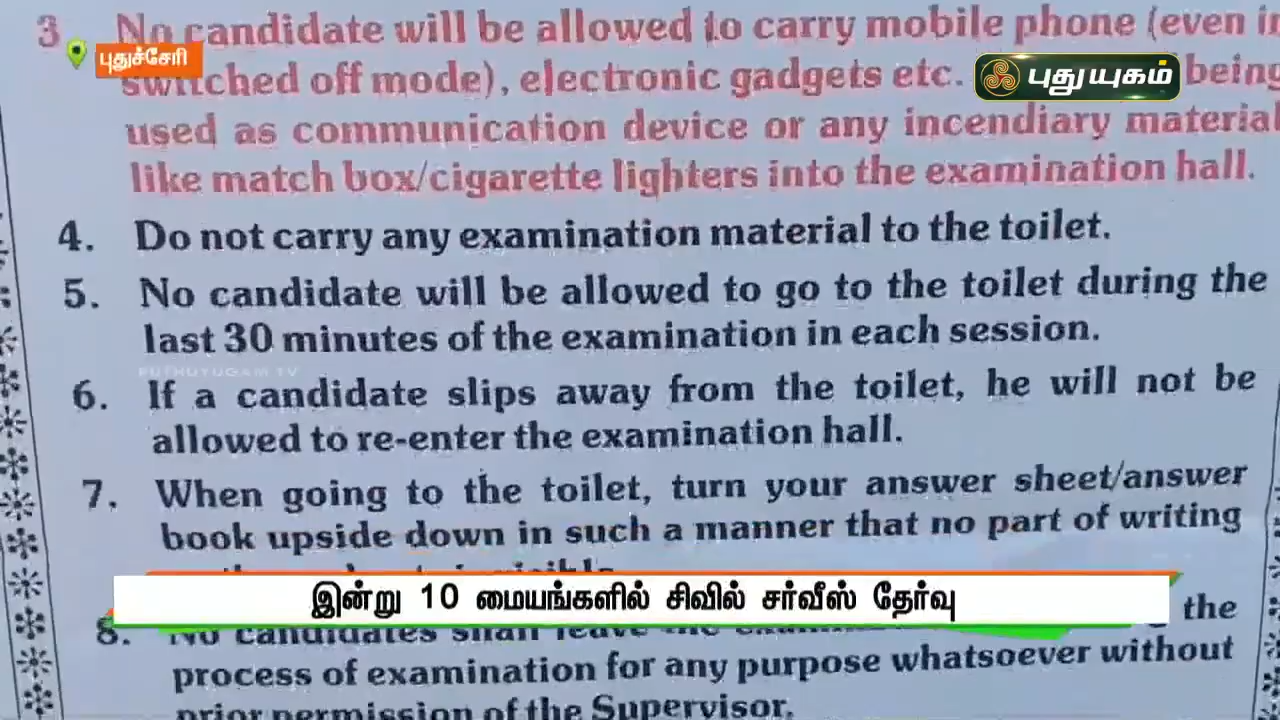 3 No candidate will be allowed to carry mobile phone (even in
புதுச்சேரி
switched off mode), electronic gadgets etc. being
புதுயுகம்
used as communication device or any incendiary material
like match box/cigarette lighters into the examination hall.
4. Do not carry any examination material to the toilet.
5. No candidate will be allowed to go to the toilet during the
last 30 minutes of the examination in each session.
PUTHUYUGAM TV
6. If a candidate slips away from the toilet, he will not be
allowed to re-enter the examination hall.
7. When going to the toilet, turn your answer sheet/answer
book upside down in such a manner that no part of writing
இன்று 10 மையங்களில் சிவில் சர்வீஸ் தேர்வு
8. No candidates shall leave the the
process of examination for any purpose whatsoever without
prior permission of the Supervisor.